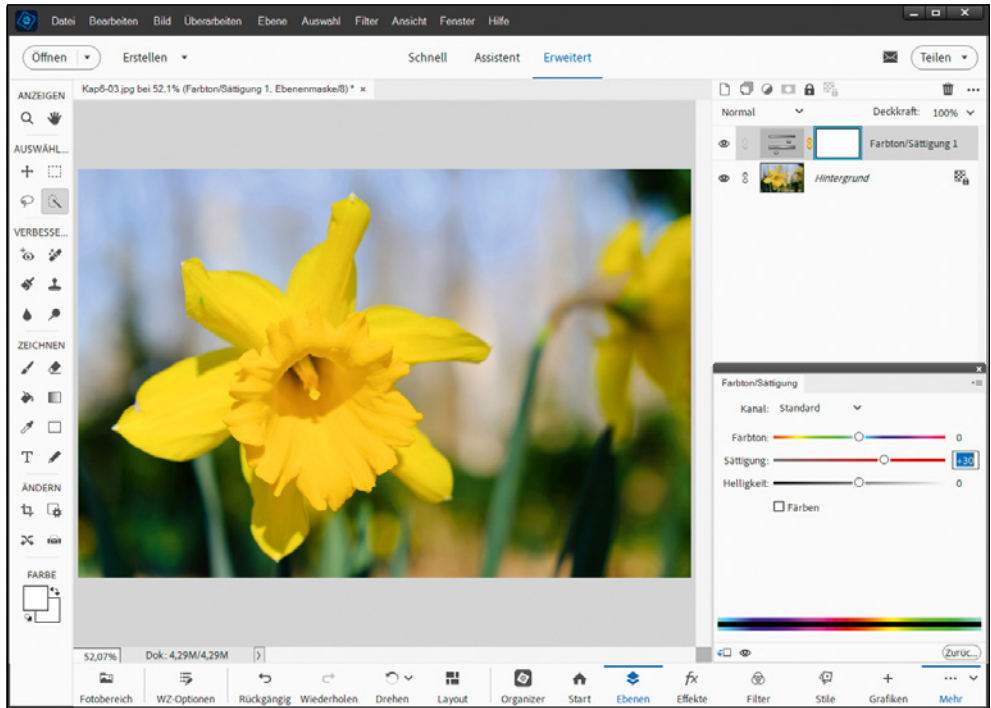 Datei Bearbeiten Bild Überarbeiten Ebene Auswahl Filter Ansicht Fenster Hilfe
Öffnen Erstellen Schnell Assistent Erweitert Teilen
ANZEIGEN
Kap6-03.jpg bei 52,1% (Farbton/Sättigung 1, Ebenenmaske/8) * ×
Normal Deckkraft: 100%
AUSWÄHL...
Farbton/Sättigung 1
Hintergrund
VERBESSE...
ZEICHNEN
Farbton/Sättigung
Kanal: Standard
Farbton: 0
Sättigung: +30
Helligkeit: 0
Färben
ÄNDERN
FARBE
52,07% Dok: 4,29M/4,29M
Zurüc...
Fotobereich WZ-Optionen Rückgängig Wiederholen Drehen Layout Organizer Start Ebenen Effekte Filter Stile Grafiken Mehr